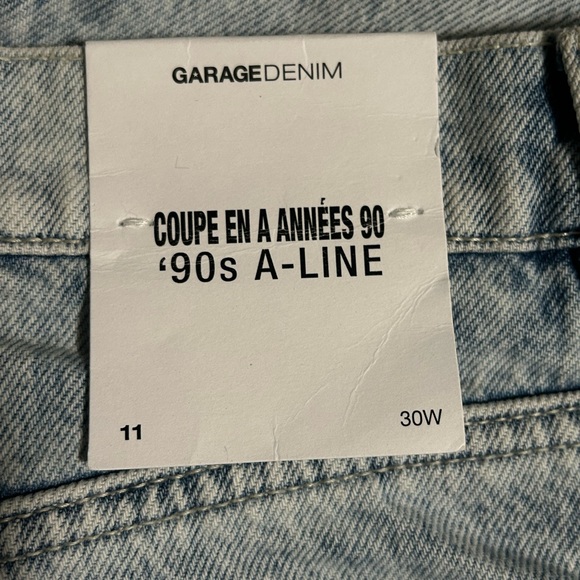 GARAGEDENIM
COUPE EN A ANNÉES 90
‘90s A-LINE
11 30W